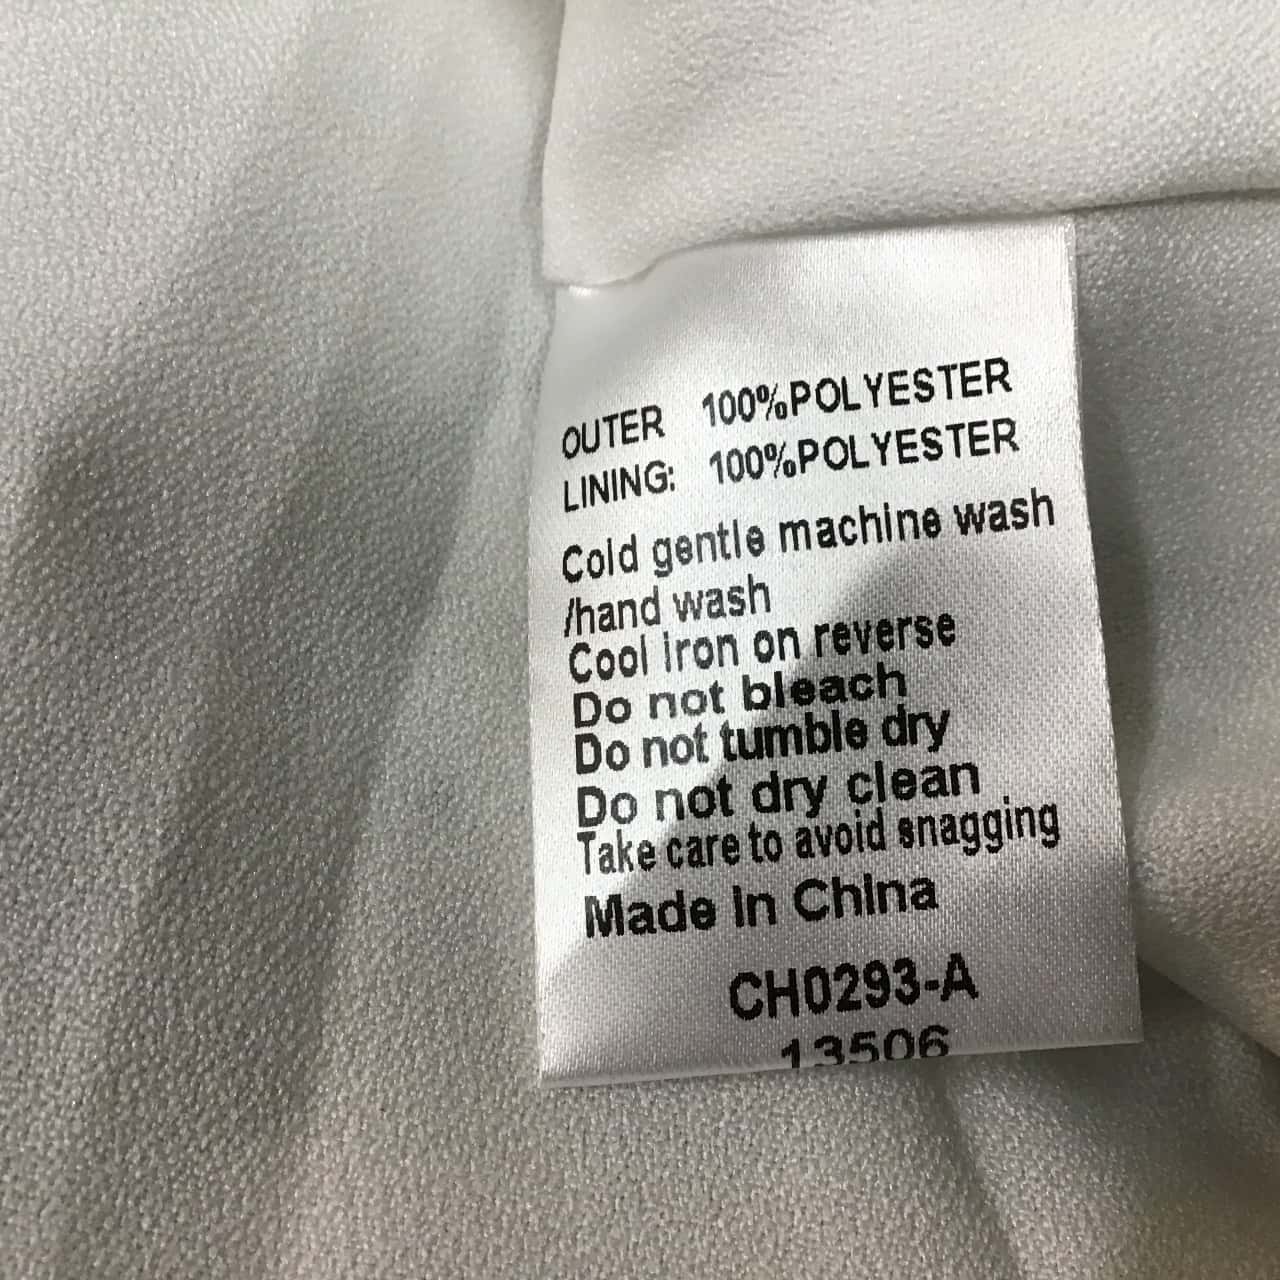 OUTER 100%POLYESTER
LINING: 100%POLYESTER
Cold gentle machine wash
/hand wash
Cool iron on reverse
Do not bleach
Do not tumble dry
Do not dry clean
Take care to avoid snagging
Made in China
CH0293-A
13506